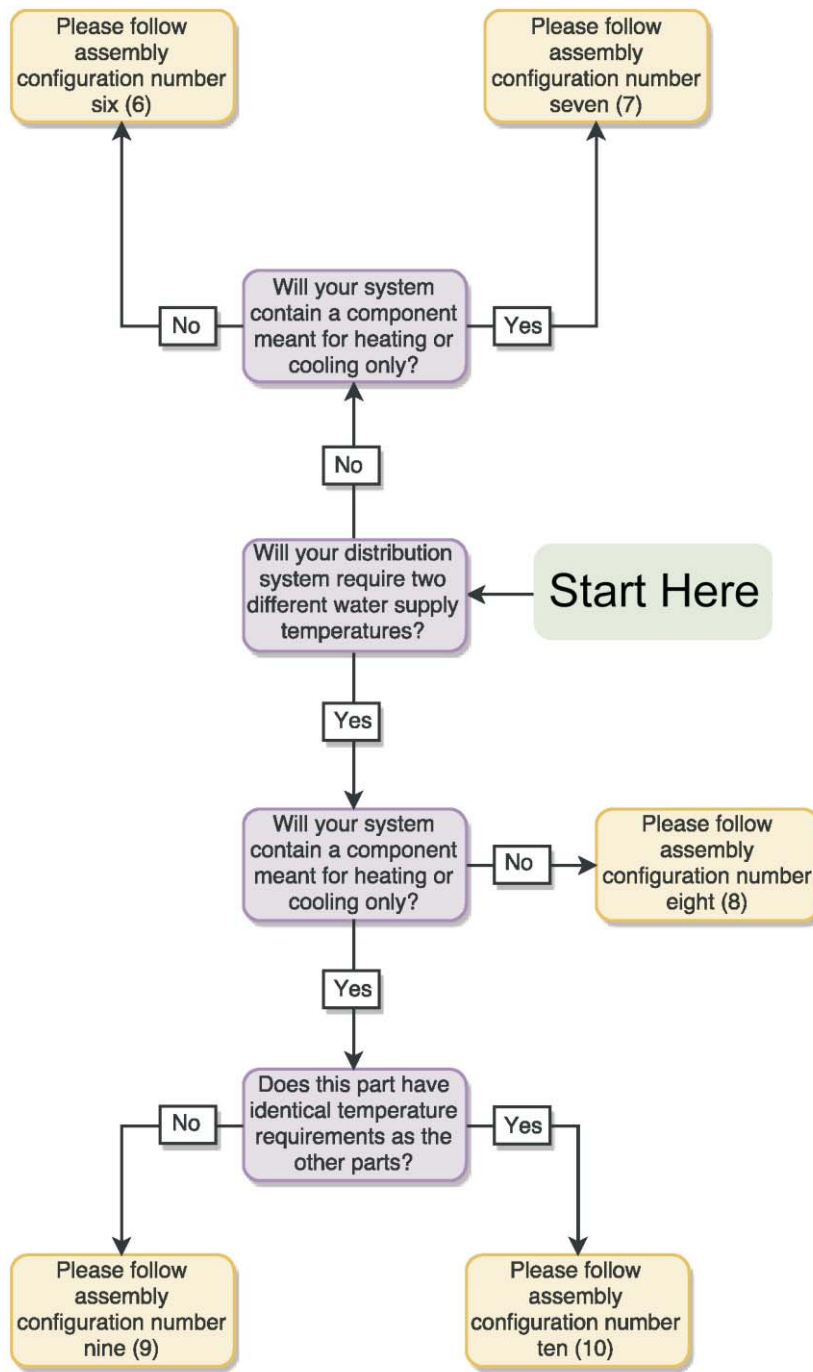 Please follow
assembly
configuration number
six (6)
Please follow
assembly
configuration number
seven (7)
Will your system
contain a component
meant for heating or
cooling only?
No
Yes
No
Will your distribution
system require two
different water supply
temperatures?
Start Here
Yes
Will your system
contain a component
meant for heating or
cooling only?
No
Please follow
assembly
configuration number
eight (8)
Yes
Does this part have
identical temperature
requirements as the
other parts?
No
Yes
Please follow
assembly
configuration number
nine (9)
Please follow
assembly
configuration number
ten (10)